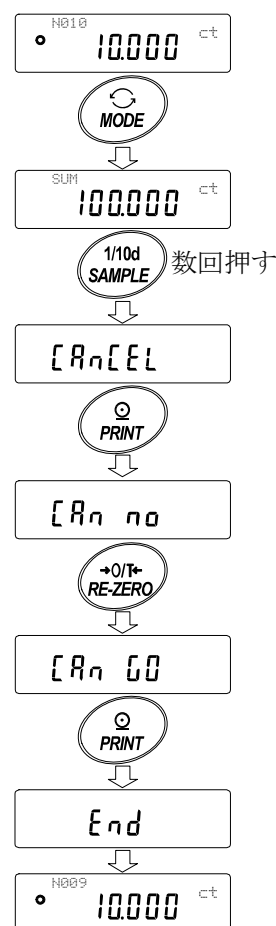 N010
10.000 ct
MODE
SUM
100.000 ct
1/10d
SAMPLE 数回押す
CAnCEL
PRINT
CAn no
→0/T←
RE-ZERO
CAn GO
PRINT
End
N009
10.000 ct